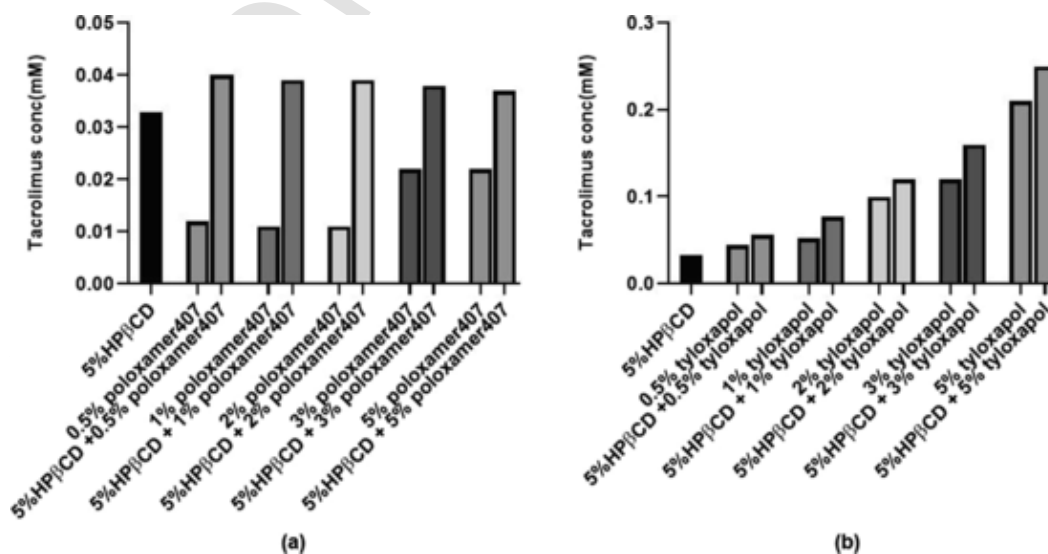 0.05
0.04
0.03
0.02
0.01
0.00
Tacrolimus conc(mM)
5%HPβCD
0.5% poloxamer407
5%HPβCD +0.5% poloxamer407
1% poloxamer407
5%HPβCD + 1% poloxamer407
2% poloxamer407
5%HPβCD + 2% poloxamer407
3% poloxamer407
5%HPβCD + 3% poloxamer407
5% poloxamer407
5%HPβCD + 5% poloxamer407
(a)
0.3
0.2
0.1
0.0
Tacrolimus conc(mM)
5%HPβCD
0.5% tyloxapol
5%HPβCD +0.5% tyloxapol
1% tyloxapol
5%HPβCD + 1% tyloxapol
2% tyloxapol
5%HPβCD + 2% tyloxapol
3% tyloxapol
5%HPβCD + 3% tyloxapol
5% tyloxapol
5%HPβCD + 5% tyloxapol
(b)